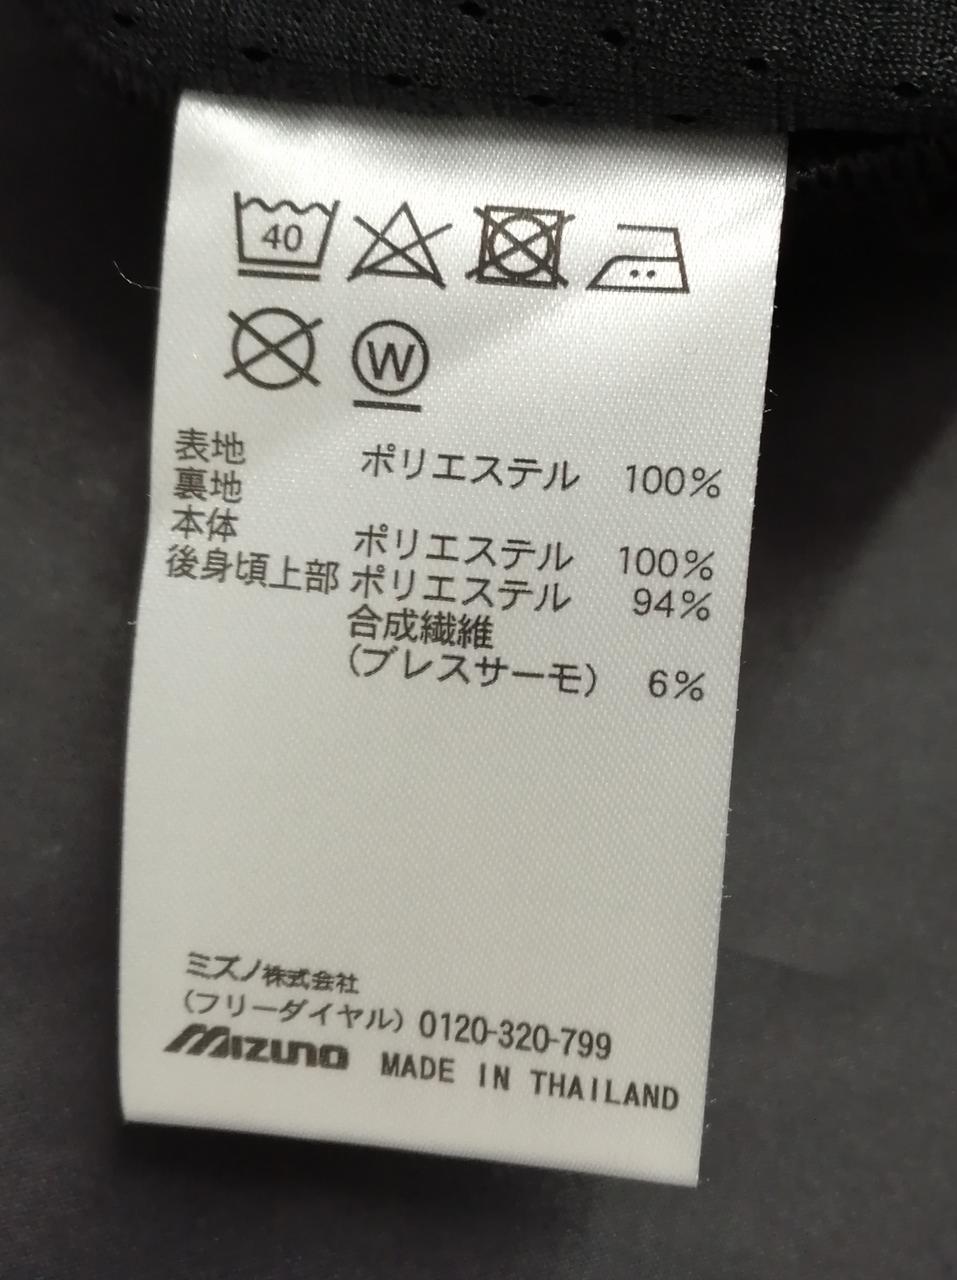 40
W
表地 ポリエステル 100%
裏地
本体 ポリエステル 100%
後身頃上部 ポリエステル 94%
合成繊維
(ブレスサーモ) 6%
ミズノ株式会社
(フリーダイヤル) 0120-320-799
MIZUNO MADE IN THAILAND